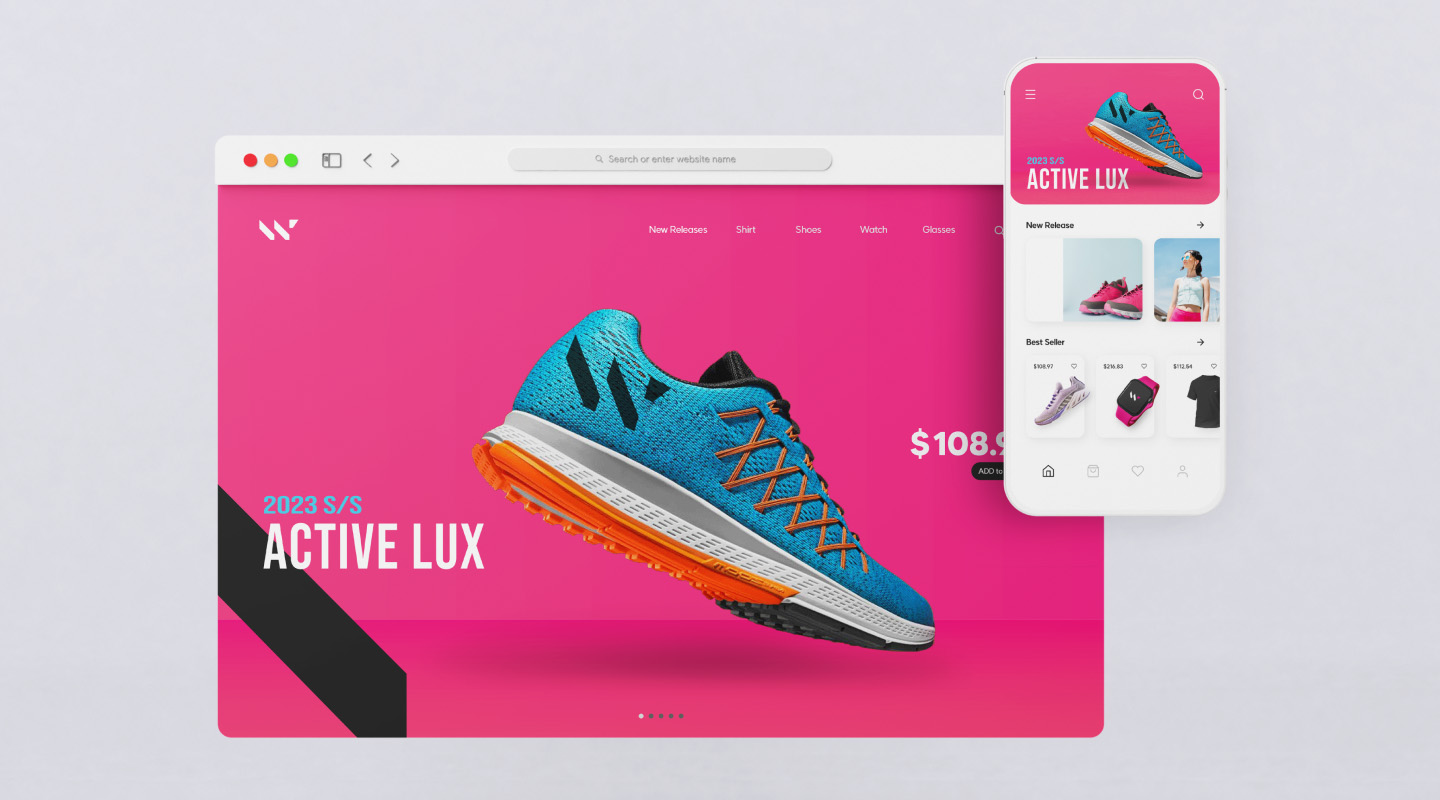 Search or enter website name
New Releases Shirt Shoes Watch Glasses
$108.9
ADD to
2023 S/S
ACTIVE LUX
2023 S/S
ACTIVE LUX
New Release
Best Seller
$108.97 $216.83 $112.54